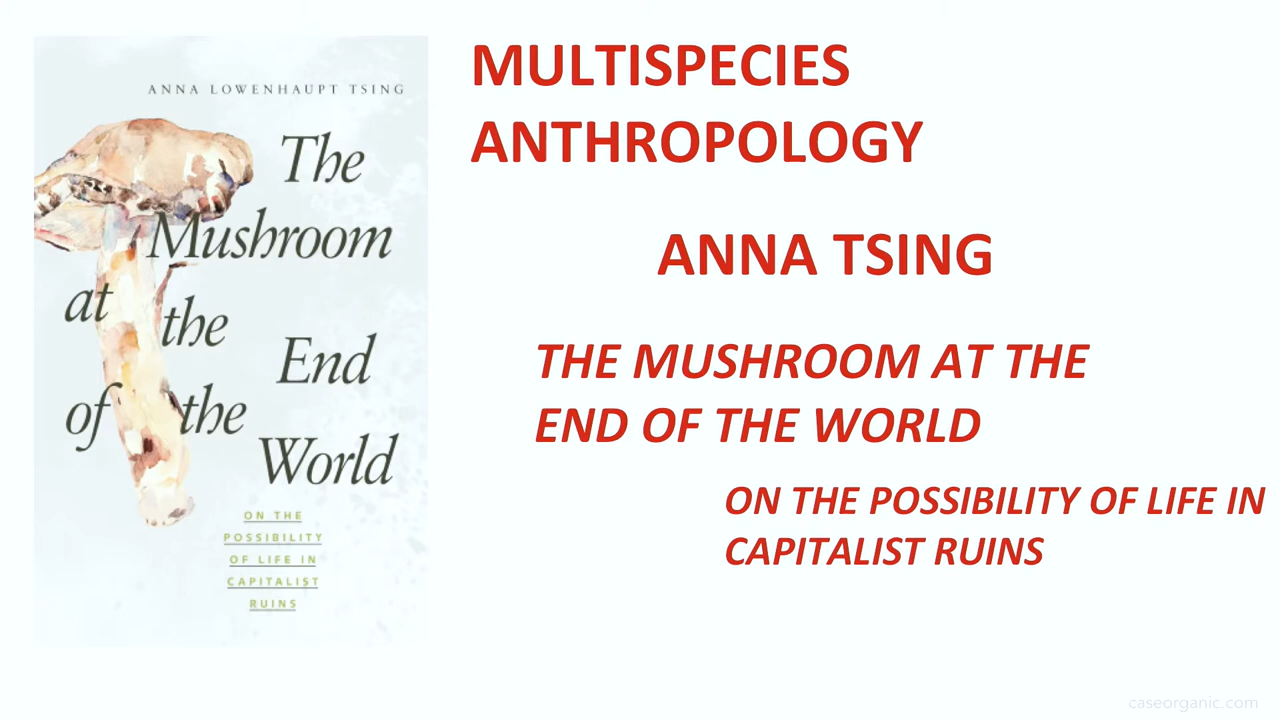 ANNA LOWENHAUPT TSING
The
Mushroom
at the
End
of the
World
ON THE
POSSIBILITY
OF LIFE IN
CAPITALIST
RUINS
MULTISPECIES
ANTHROPOLOGY
ANNA TSING
THE MUSHROOM AT THE
END OF THE WORLD
ON THE POSSIBILITY OF LIFE IN
CAPITALIST RUINS
caseorganic.com